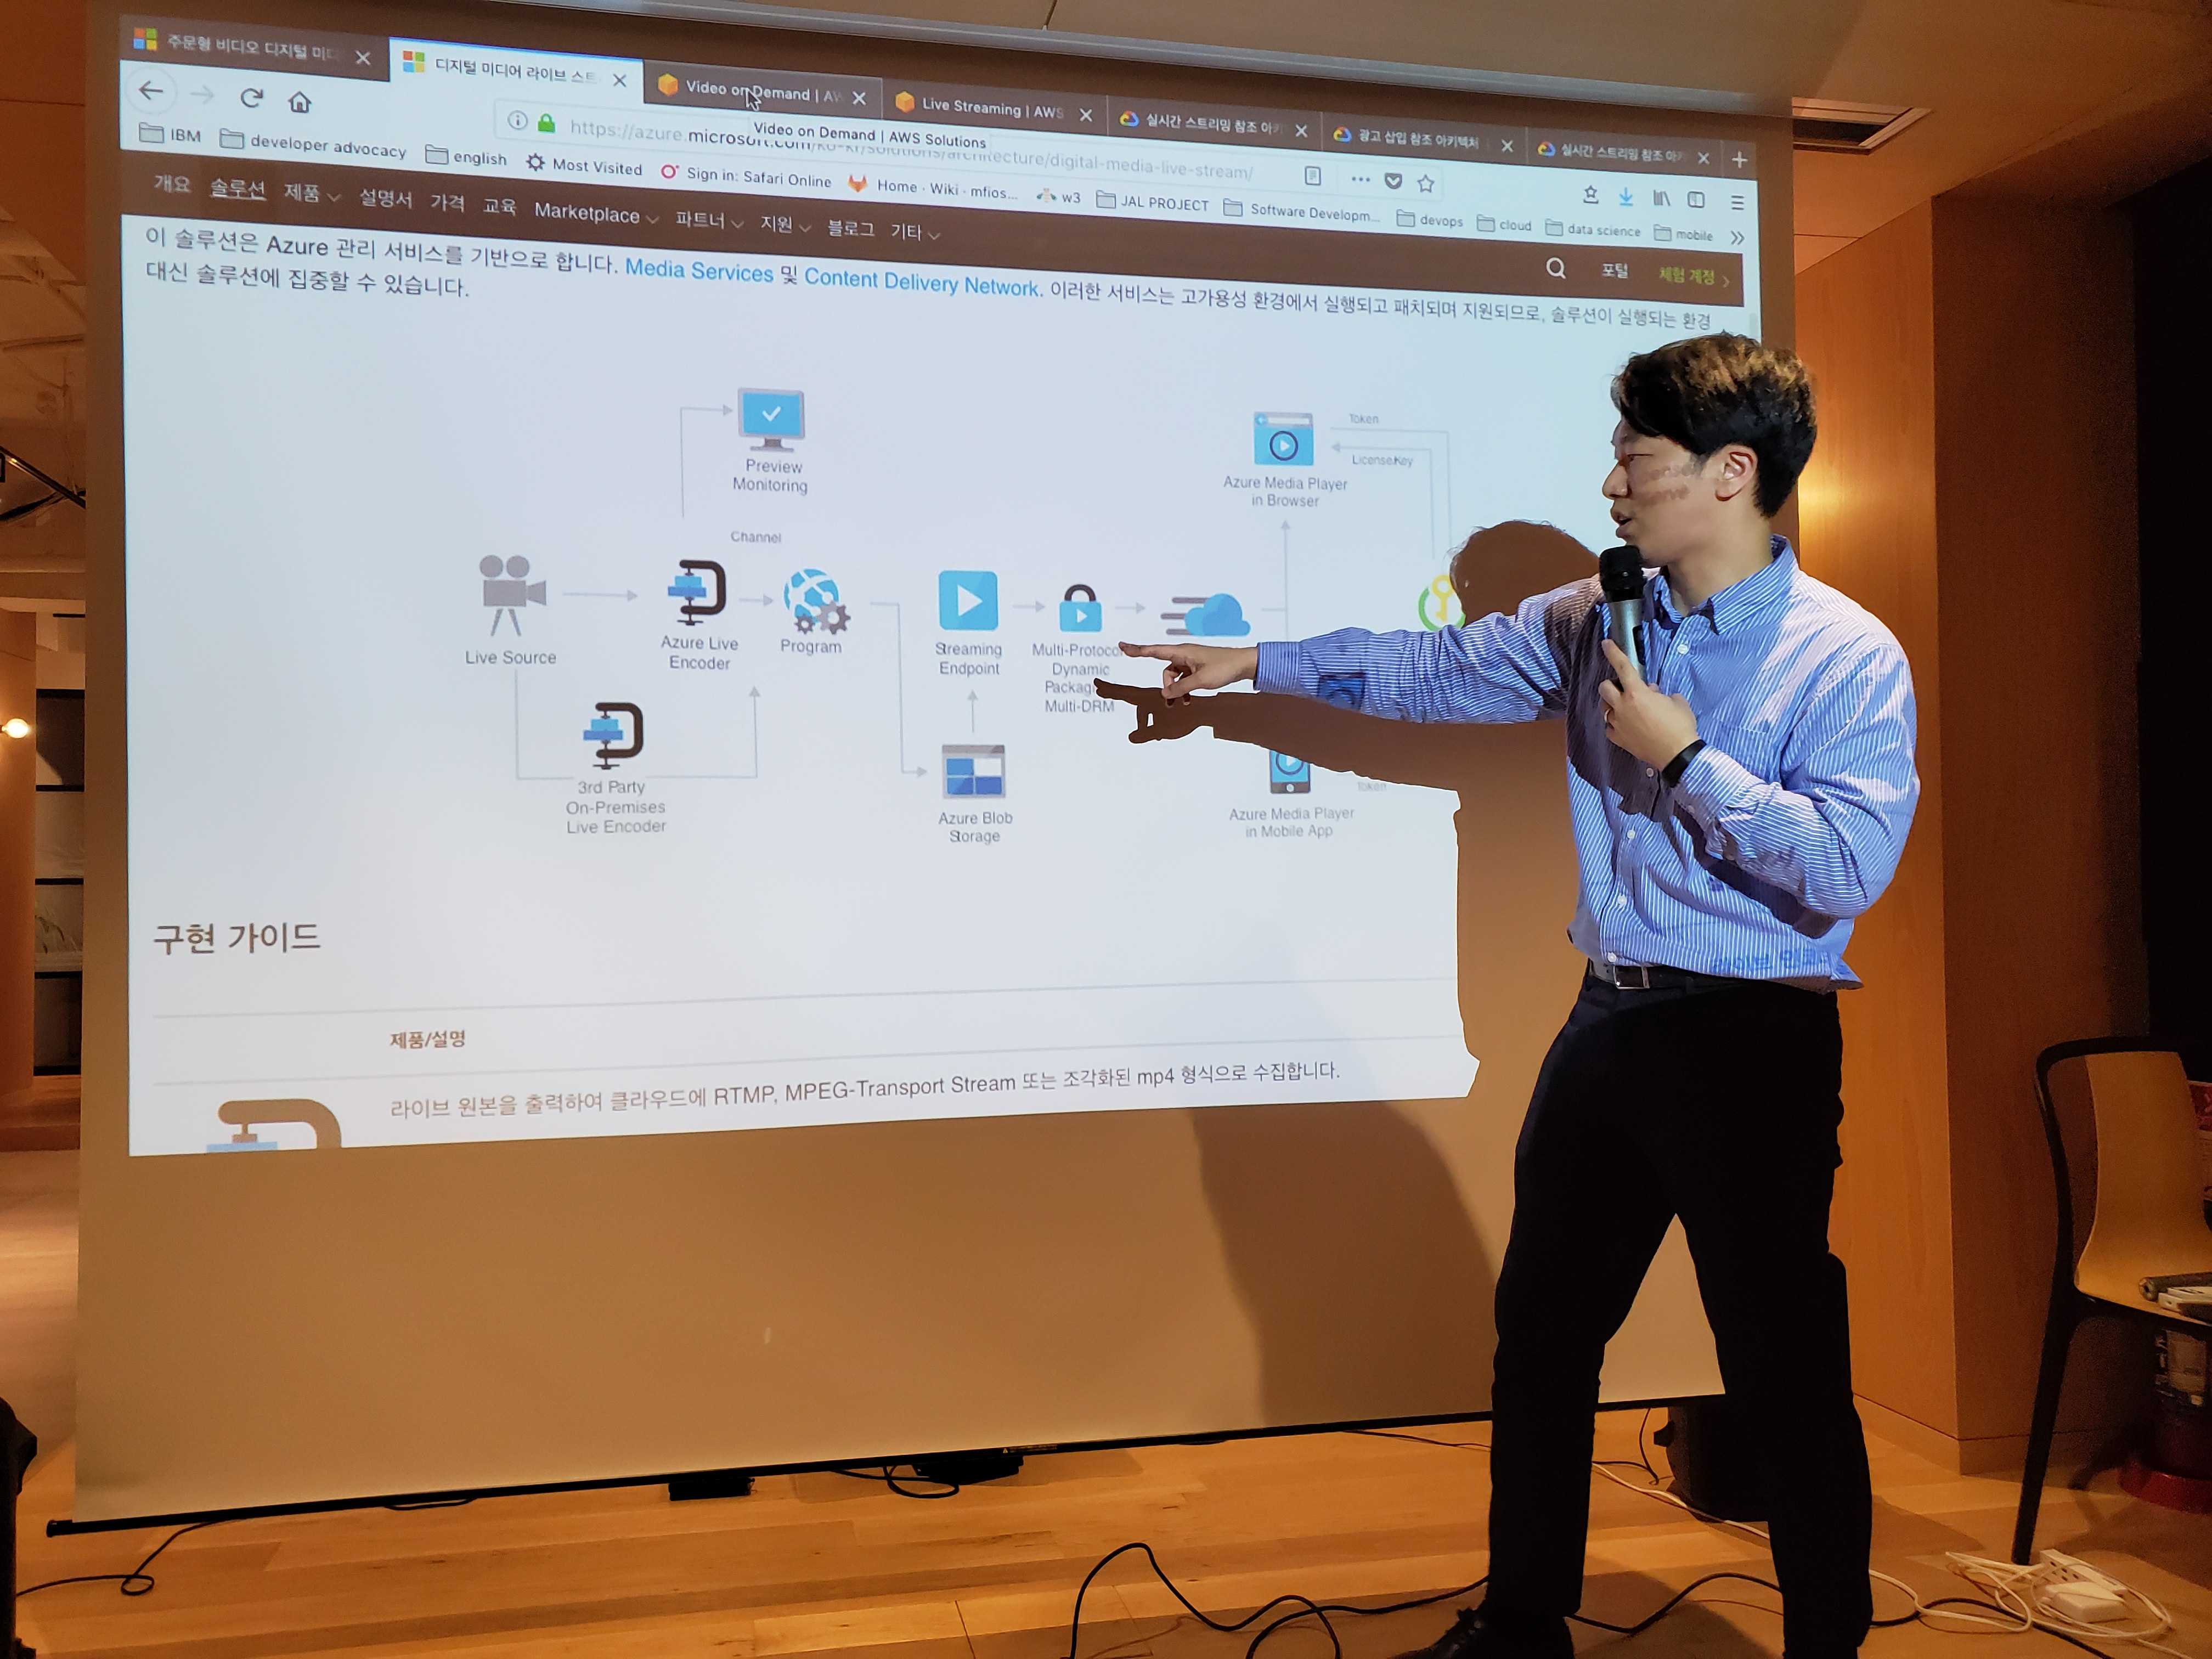 주문형 비디오 디지털 미디
디지털 미디어 라이브 스트
Video on Demand | AW
Live Streaming | AWS
실시간 스트리밍 참조 아키
광고 삽입 참조 아키텍처
실시간 스트리밍 참조 아키
https://azure.microsoft.com/ko-kr/solutions/architecture/digital-media-live-stream/
Video on Demand | AWS Solutions
IBM
developer advocacy
english
Most Visited
Sign in: Safari Online
Home · Wiki · mfios...
w3
JAL PROJECT
Software Developm...
devops
cloud
data science
mobile
개요 솔루션 제품 설명서 가격 교육 Marketplace 파트너 지원 블로그 기타
포털 체험 계정
이 솔루션은 Azure 관리 서비스를 기반으로 합니다. Media Services 및 Content Delivery Network. 이러한 서비스는 고가용성 환경에서 실행되고 패치되며 지원되므로, 솔루션이 실행되는 환경
대신 솔루션에 집중할 수 있습니다.
Preview
Monitoring
Channel
Token
License Key
Azure Media Player
in Browser
Live Source
Azure Live
Encoder
Program
Streaming
Endpoint
Multi-Protocol
Dynamic
Multi-DRM
3rd Party
On-Premises
Live Encoder
Azure Blob
Storage
Token
Azure Media Player
in Mobile App
구현 가이드
제품/설명
라이브 원본을 출력하여 클라우드에 RTMP, MPEG-Transport Stream 또는 조각화된 mp4 형식으로 수집합니다.